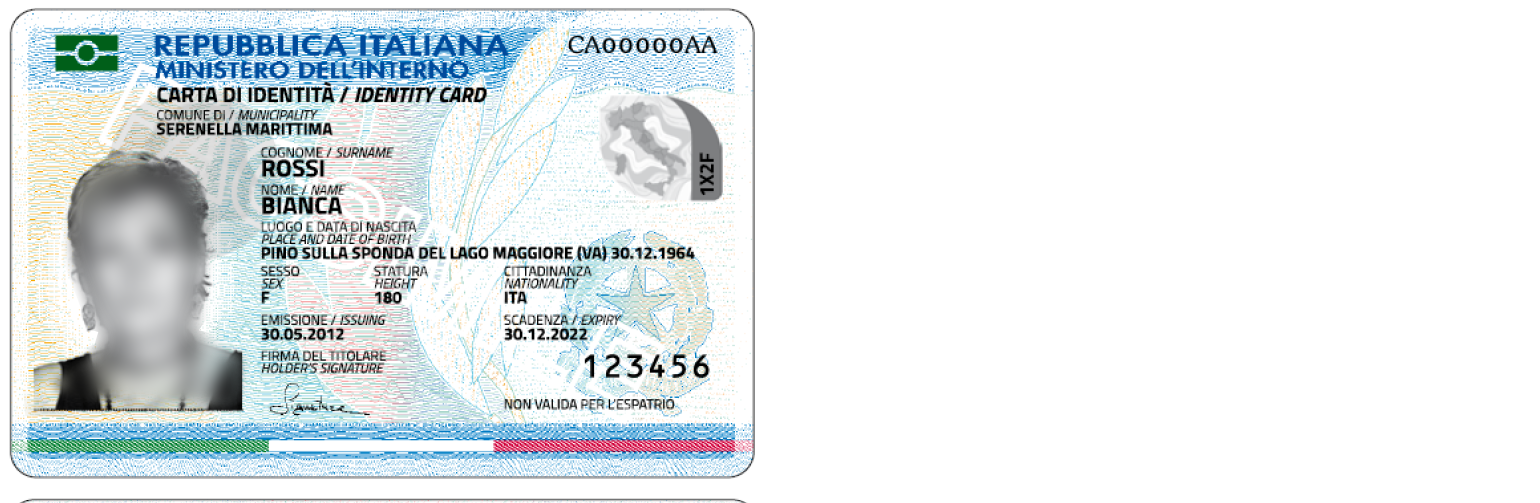 REPUBBLICA ITALIANA
CA00000AA
MINISTERO DELL'INTERNO
CARTA DI IDENTITÀ / IDENTITY CARD
COMUNE DI / MUNICIPALITY
SERENELLA MARITTIMA
COGNOME / SURNAME
ROSSI
NOME / NAME
BIANCA
LUOGO E DATA DI NASCITA
PLACE AND DATE OF BIRTH
PINO SULLA SPONDA DEL LAGO MAGGIORE (VA) 30.12.1964
SESSO STATURA CITTADINANZA
SEX HEIGHT NATIONALITY
F 180 ITA
EMISSIONE / ISSUING SCADENZA / EXPIRY
30.05.2012 30.12.2022
FIRMA DEL TITOLARE
HOLDER'S SIGNATURE
123456
Signature
NON VALIDA PER L'ESPATRIO
1X2F